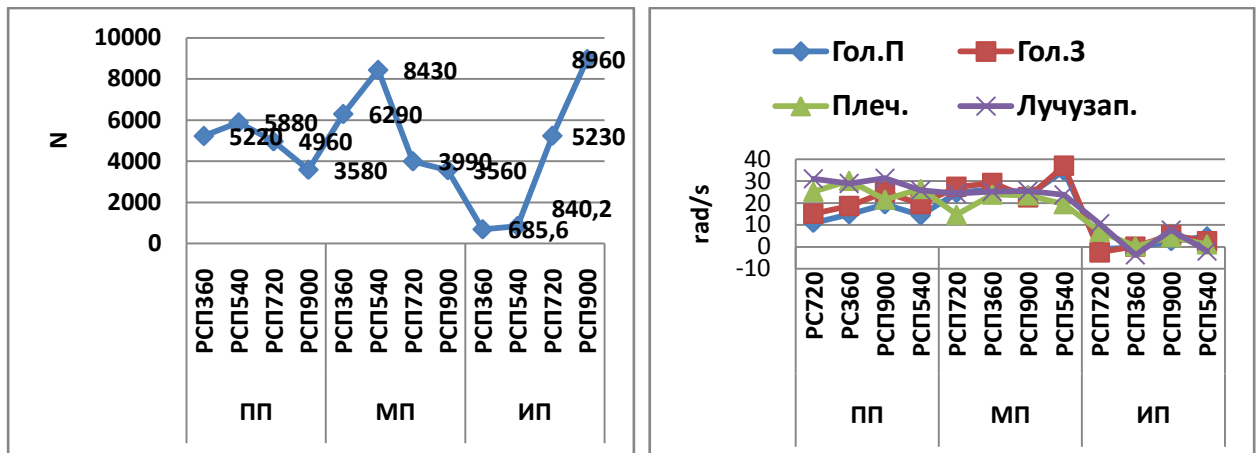 10000
8000
6000
4000
2000
0
N
5220
5880
4960
3580
6290
8430
3990
3560
685,6
840,2
5230
8960
РСП360
РСП540
РСП720
РСП900
РСП360
РСП540
РСП720
РСП900
РСП360
РСП540
РСП720
РСП900
ПП
МП
ИП
Гол.П
Гол.З
Плеч.
Лучузап.
40
30
20
10
0
-10
rad/s
РС720
РС360
РСП900
РСП540
РСП720
РСП360
РСП900
РСП540
РСП720
РСП360
РСП900
РСП540
ПП
МП
ИП